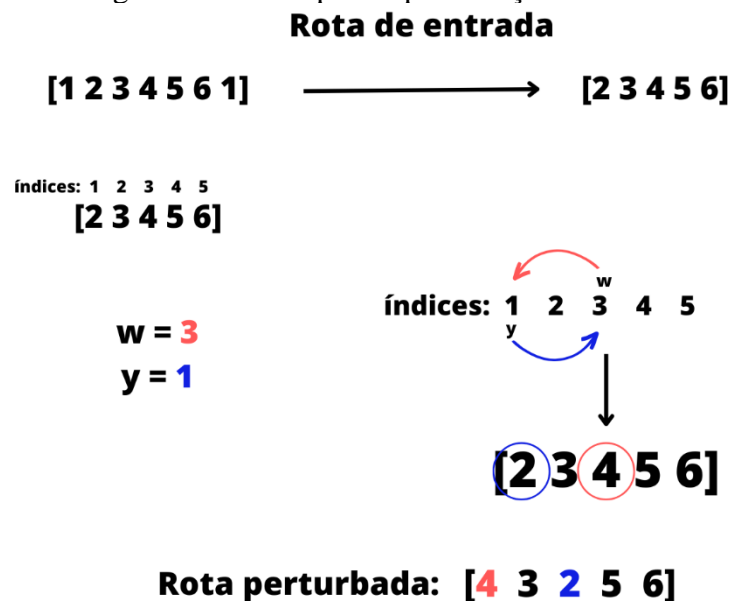 Rota de entrada
[1 2 3 4 5 6 1] [2 3 4 5 6]
índices: 1 2 3 4 5
[2 3 4 5 6]
w
índices: 1 2 3 4 5
y
w = 3
y = 1
[2 3 4 5 6]
Rota perturbada: [4 3 2 5 6]